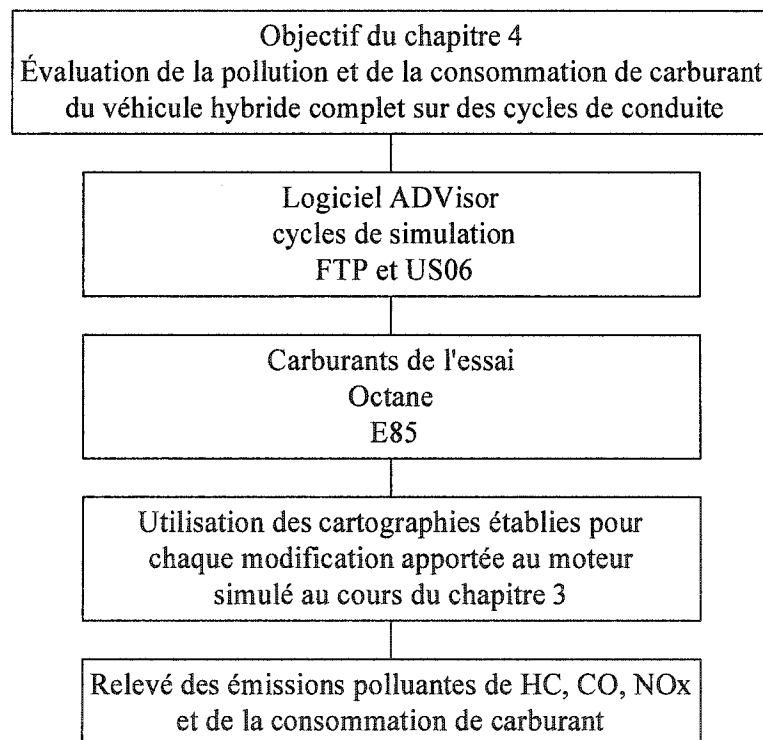 Objectif du chapitre 4
Évaluation de la pollution et de la consommation de carburant
du véhicule hybride complet sur des cycles de conduite
Logiciel ADVisor
cycles de simulation
FTP et US06
Carburants de l'essai
Octane
E85
Utilisation des cartographies établies pour
chaque modification apportée au moteur
simulé au cours du chapitre 3
Relevé des émissions polluantes de HC, CO, NOx
et de la consommation de carburant